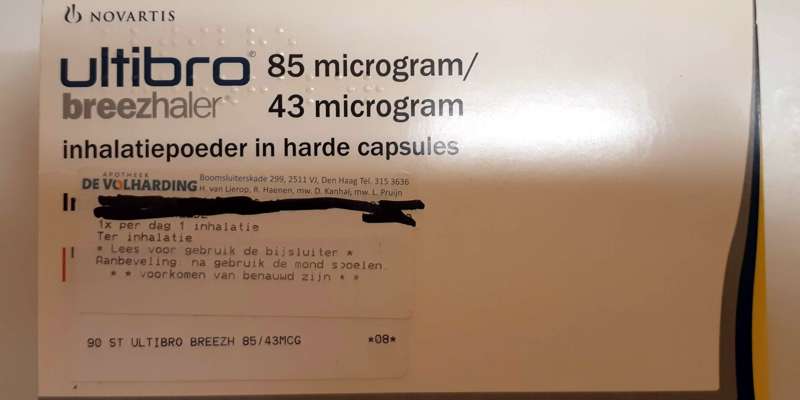 NOVARTIS
ultibro® 85 microgram/
breezhaler® 43 microgram
inhalatiepoeder in harde capsules
APOTHEEK
DE VOLHARDING
Boomsluiterskade 299, 2511 VJ, Den Haag Tel. 315 3636
H. van Lierop, R. Haenen, mw. D. Kanhai, mw. L. Pruijn
1x per dag 1 inhalatie
Ter inhalatie
* Lees voor gebruik de bijsluiter *
Aanbeveling: na gebruik de mond spoelen.
* * voorkomen van benauwd zijn * *
90 ST ULTIBRO BREEZH 85/43MCG *08*